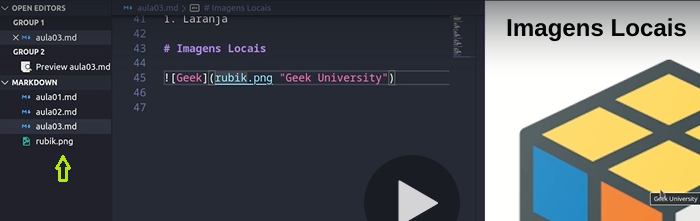 OPEN EDITORS
GROUP 1
aula03.md
GROUP 2
Preview aula03.md
MARKDOWN
aula01.md
aula02.md
aula03.md
rubik.png
aula03.md > # Imagens Locais
41 1. Laranja
42
43 # Imagens Locais
44
45 ![Geek](rubik.png "Geek University")
46
47
Imagens Locais
Geek University